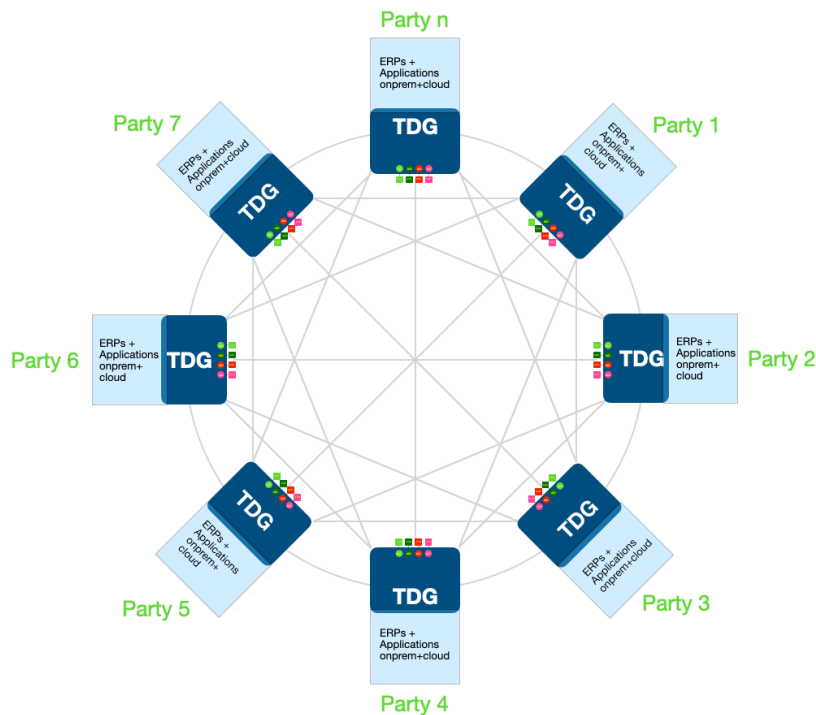 Party n
ERPs +
Applications
onprem+cloud
TDG
Party 1
ERPs +
Applications
onprem+
cloud
TDG
Party 2
ERPs +
Applications
onprem+
cloud
TDG
Party 3
ERPs +
Applications
onprem+cloud
TDG
Party 4
ERPs +
Applications
onprem+cloud
TDG
Party 5
ERPs +
Applications
onprem+
cloud
TDG
Party 6
ERPs +
Applications
onprem+
cloud
TDG
Party 7
ERPs +
Applications
onprem+cloud
TDG